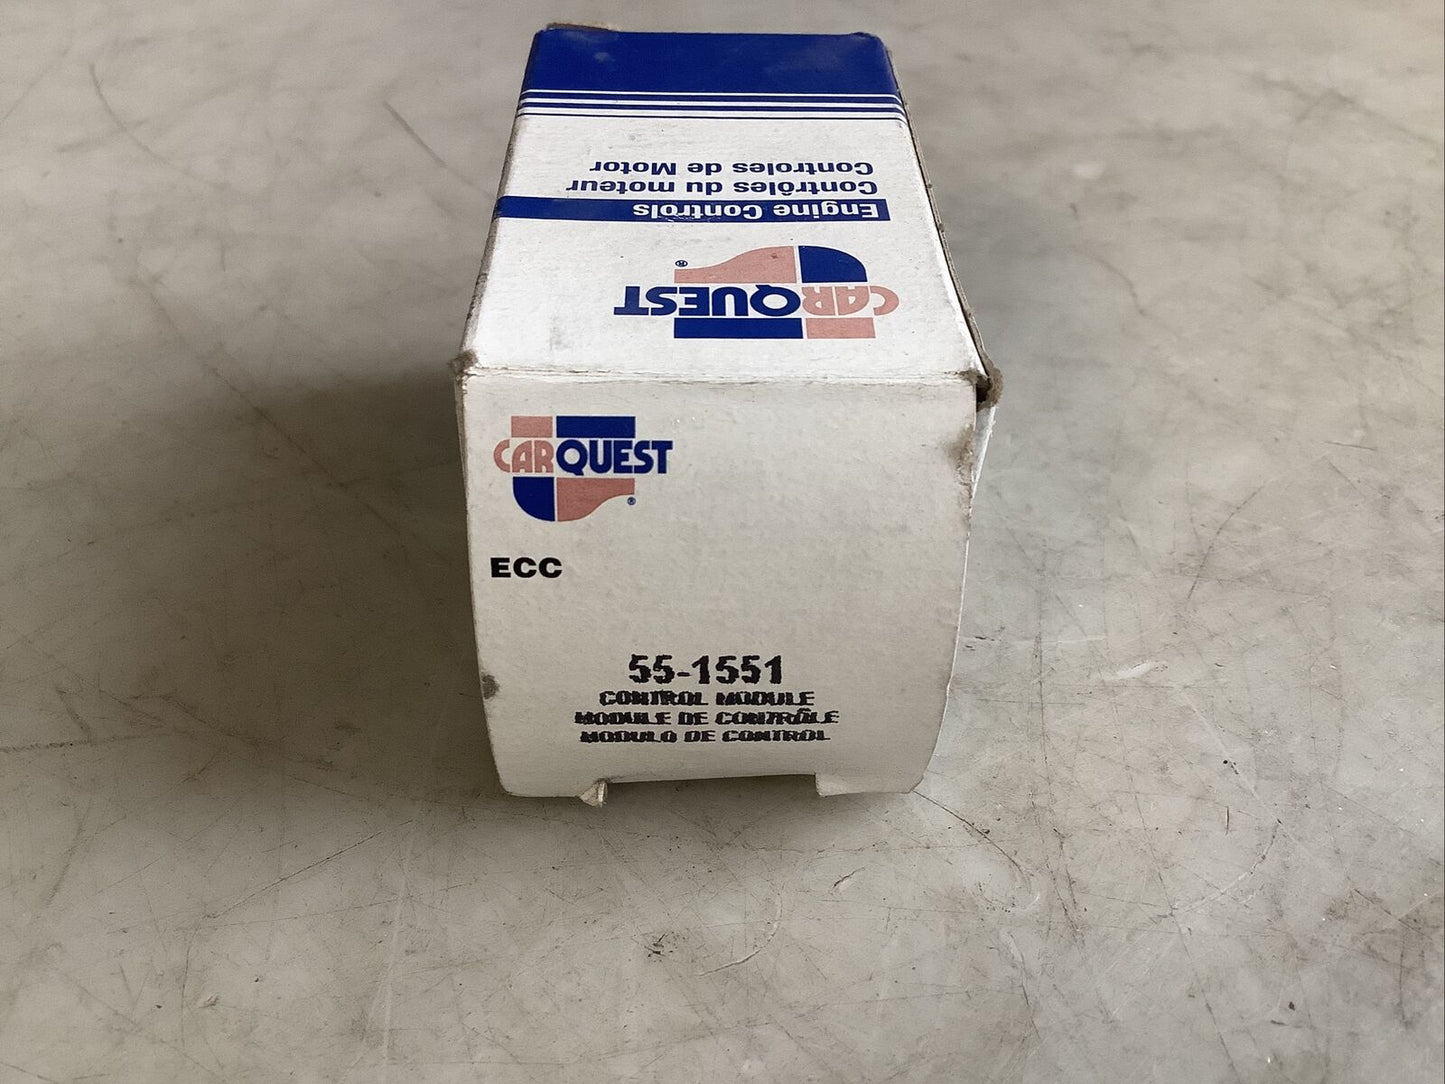 CARQUEST®
Engine Controls
Contrôles du moteur
Controles de Motor
CARQUEST®
ECC
55-1551
CONTROL MODULE
MODULE DE CONTRÔLE
MODULO DE CONTROL